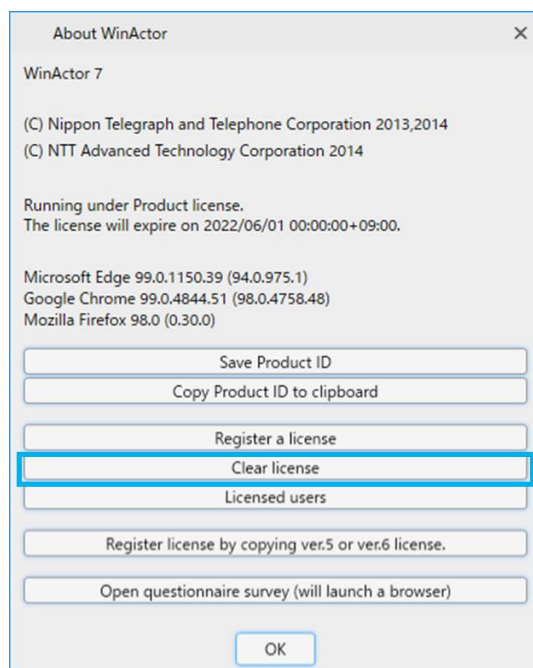 About WinActor
WinActor 7
(C) Nippon Telegraph and Telephone Corporation 2013,2014
(C) NTT Advanced Technology Corporation 2014
Running under Product license.
The license will expire on 2022/06/01 00:00:00+09:00.
Microsoft Edge 99.0.1150.39 (94.0.975.1)
Google Chrome 99.0.4844.51 (98.0.4758.48)
Mozilla Firefox 98.0 (0.30.0)
Save Product ID
Copy Product ID to clipboard
Register a license
Clear license
Licensed users
Register license by copying ver.5 or ver.6 license.
Open questionnaire survey (will launch a browser)
OK